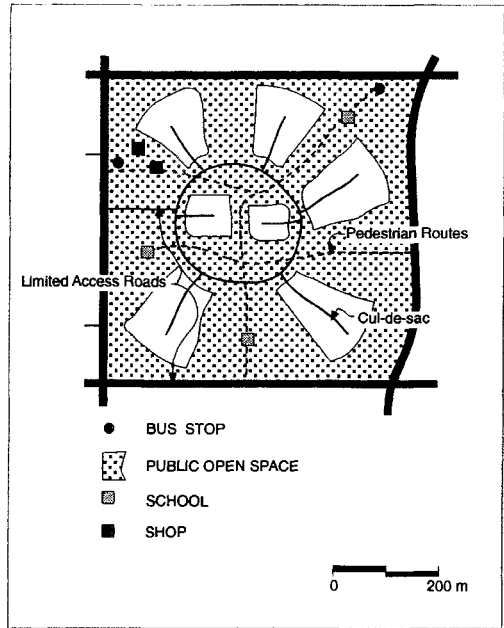 Pedestrian Routes
Limited Access Roads
Cul-de-sac
BUS STOP
PUBLIC OPEN SPACE
SCHOOL
SHOP
0 200 m